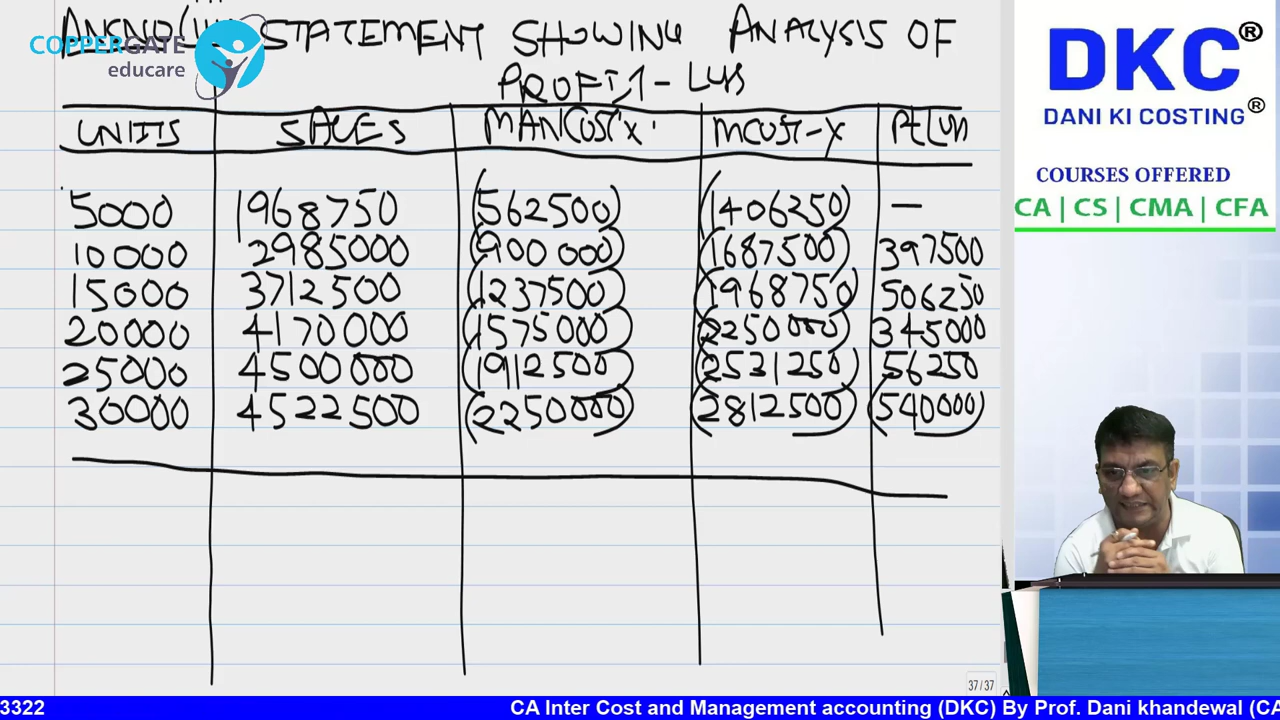 STATEMENT SHOWING ANALYSIS OF
PROFIT - LOSS
COPPERGATE
educare
UNITS SALES MANCOST 'X' MCOST-Y
5000 1968750 (562500) (1406250) —
10000 2985000 (900000) (1687500) 397500
15000 3712500 (1237500) (1968750) 506250
20000 4170000 (1575000) (2250000) 345000
25000 4500000 (1912500) (2531250) 56250
30000 4522500 (2250000) (2812500) (540000)
37/37
DKC®
DANI KI COSTING®
COURSES OFFERED
CA | CS | CMA | CFA
3322 CA Inter Cost and Management accounting (DKC) By Prof. Dani khandewal (CA